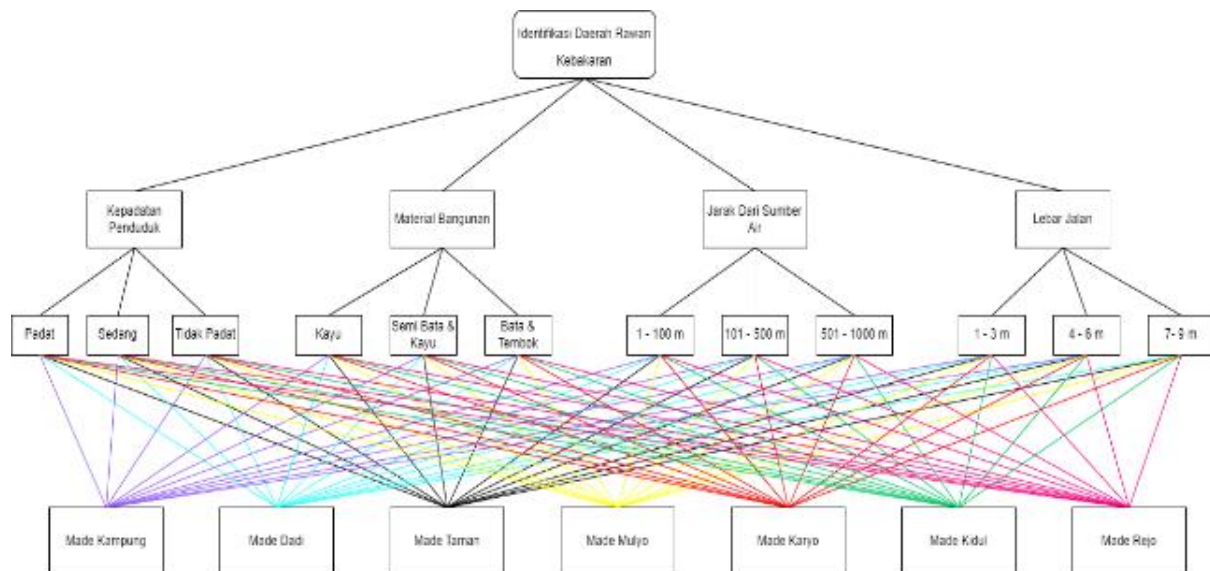 Identifikasi Daerah Rawan
Kebakaran
Kepadatan
Penduduk
Material Bangunan
Jarak Dari Sumber
Air
Lebar Jalan
Padat
Sedang
Tidak Padat
Kayu
Semi Bata &
Kayu
Bata &
Tembok
1 - 100 m
101 - 500 m
501 - 1000 m
1 - 3 m
4 - 6 m
7- 9 m
Made Kampung
Made Dadi
Made Taman
Made Mulyo
Made Karyo
Made Kidul
Made Rejo